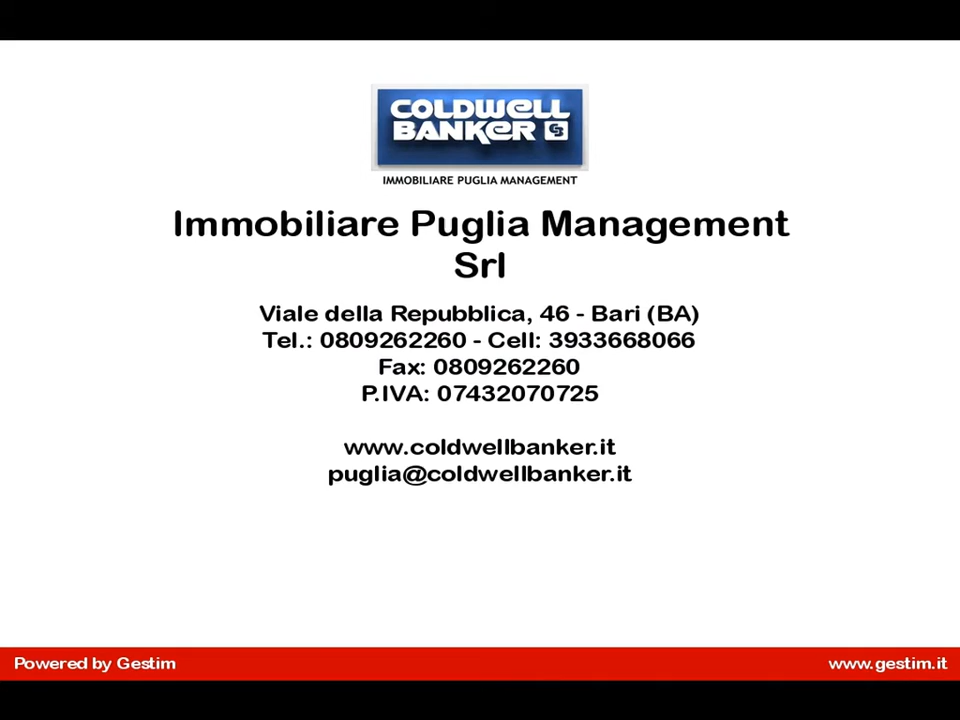 COLDWELL
BANKER CB
IMMOBILIARE PUGLIA MANAGEMENT
Immobiliare Puglia Management
Srl
Viale della Repubblica, 46 - Bari (BA)
Tel.: 0809262260 - Cell: 3933668066
Fax: 0809262260
P.IVA: 07432070725
www.coldwellbanker.it
puglia@coldwellbanker.it
Powered by Gestim
www.gestim.it